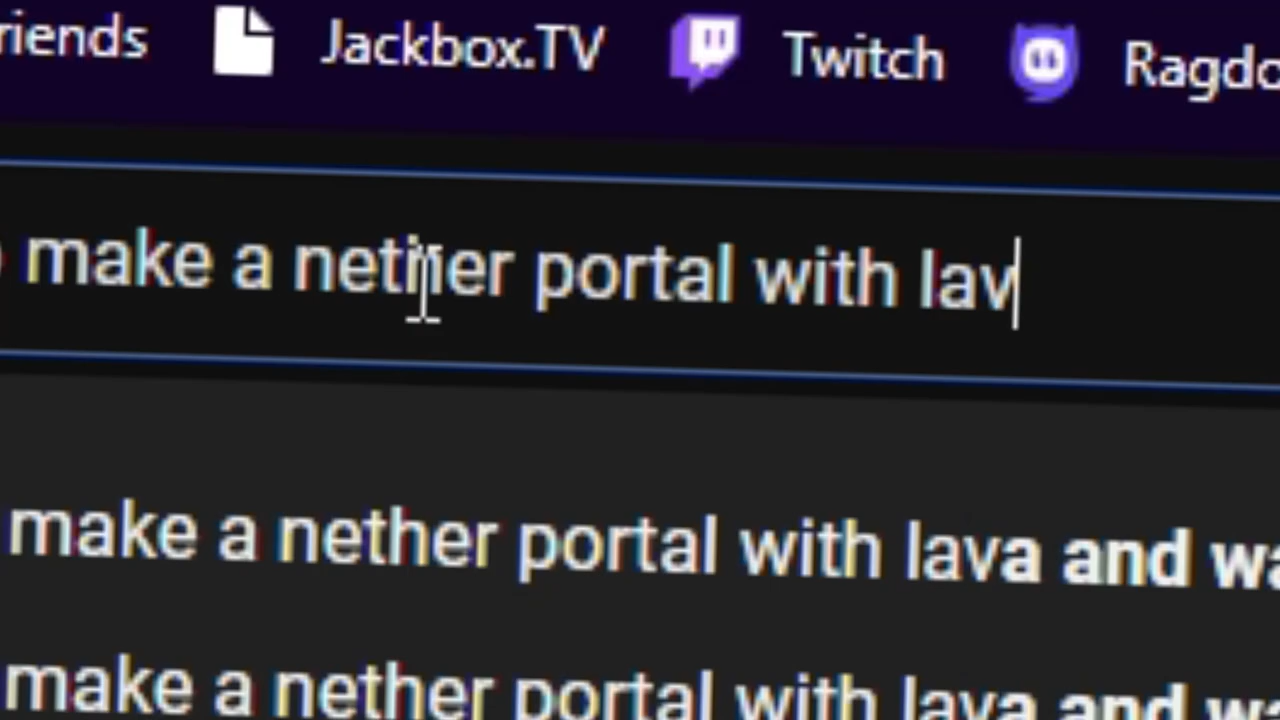 riends Jackbox.TV Twitch Ragdo
make a nether portal with lav
make a nether portal with lava and wa
make a nether portal with lava and wa